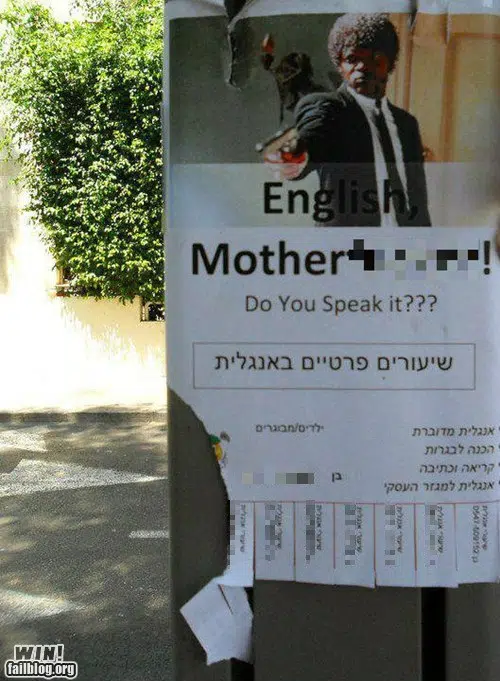 English,
Mother !
Do You Speak it???
שיעורים פרטיים באנגלית
ילדים/מבוגרים
אנגלית מדוברת
הכנה לבגרות
קריאה וכתיבה
אנגלית למגזר העסקי
בן
WIN!
failblog.org